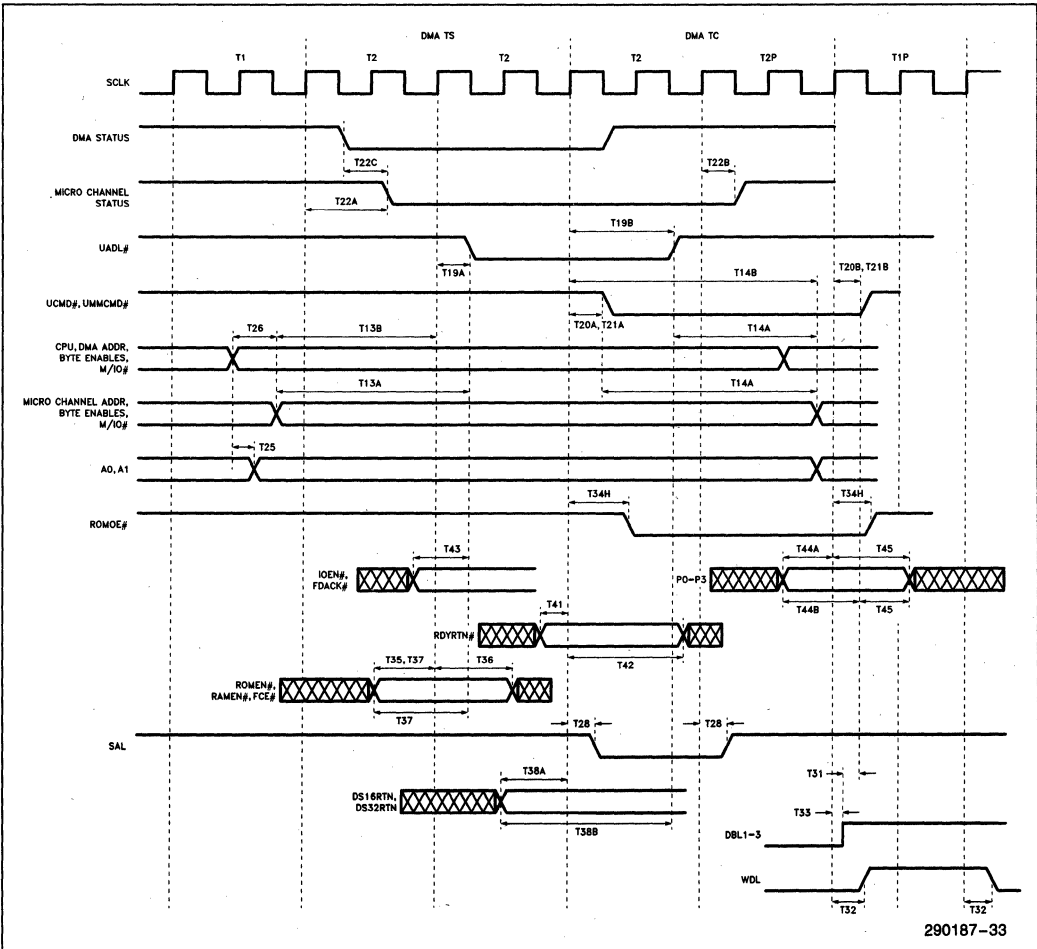 DMA TS DMA TC
T1 T2 T2 T2 T2P T1P
SCLK
DMA STATUS
T22C T22B
MICRO CHANNEL
STATUS
T22A
T19B
UADL#
T19A T14B T20B, T21B
UCMD#, UMMCMD#
T20A, T21A
T26 T13B T14A
CPU, DMA ADDR,
BYTE ENABLES,
M/IO#
T13A T14A
MICRO CHANNEL ADDR,
BYTE ENABLES,
M/IO#
T25
A0, A1
T34H T34H
ROMOE#
T43 T44A T45
IOEN#,
FDACK#
P0-P3
T41 T44B T45
RDYRTN#
T35, T37 T36 T42
ROMEN#,
RAMEN#, FCE#
T37
T28 T28
SAL
T38A T31
DS16RTN,
DS32RTN
T33
T38B
DBL1-3
WDL
T32 T32
290187-33